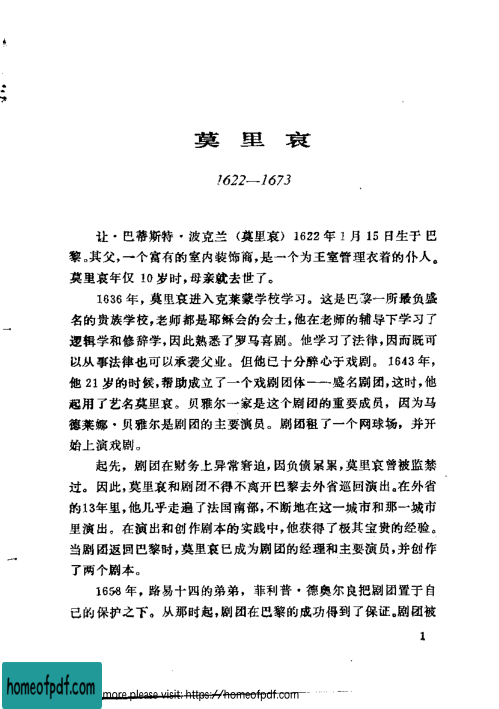 莫里哀
1622—1673
让·巴蒂斯特·波克兰（莫里哀）1622年1月15日生于巴
黎。其父，一个富有的室内装饰商，是一个为王室管理衣着的仆人。
莫里哀年仅10岁时，母亲就去世了。
1636年，莫里哀进入克莱蒙学校学习。这是巴黎一所最负盛
名的贵族学校，老师都是耶稣会的会士，他在老师的辅导下学习了
逻辑学和修辞学，因此熟悉了罗马喜剧。他学习了法律，因而既可
以从事法律也可以承袭父业。但他已十分醉心于戏剧。1643年，
他21岁的时候，帮助成立了一个戏剧团体——盛名剧团，这时，他
起用了艺名莫里哀。贝雅尔一家是这个剧团的重要成员，因为马
德莱娜·贝雅尔是剧团的主要演员。剧团租了一个网球场，并开
始上演戏剧。
起先，剧团在财务上异常窘迫，因负债累累，莫里哀曾被监禁
过。因此，莫里哀和剧团不得不离开巴黎去外省巡回演出。在外省
的13年里，他几乎走遍了法国南部，不断地在这一城市和那一城市
里演出。在演出和创作剧本的实践中，他获得了极其宝贵的经验。
当剧团返回巴黎时，莫里哀已成为剧团的经理和主要演员，并创作
了两个剧本。
1658年，路易十四的弟弟，菲利普·德奥尔良把剧团置于自
己的保护之下。从那时起，剧团在巴黎的成功得到了保证。剧团被
1
homeofpdf.com
more please visit: https://homeofpdf.com